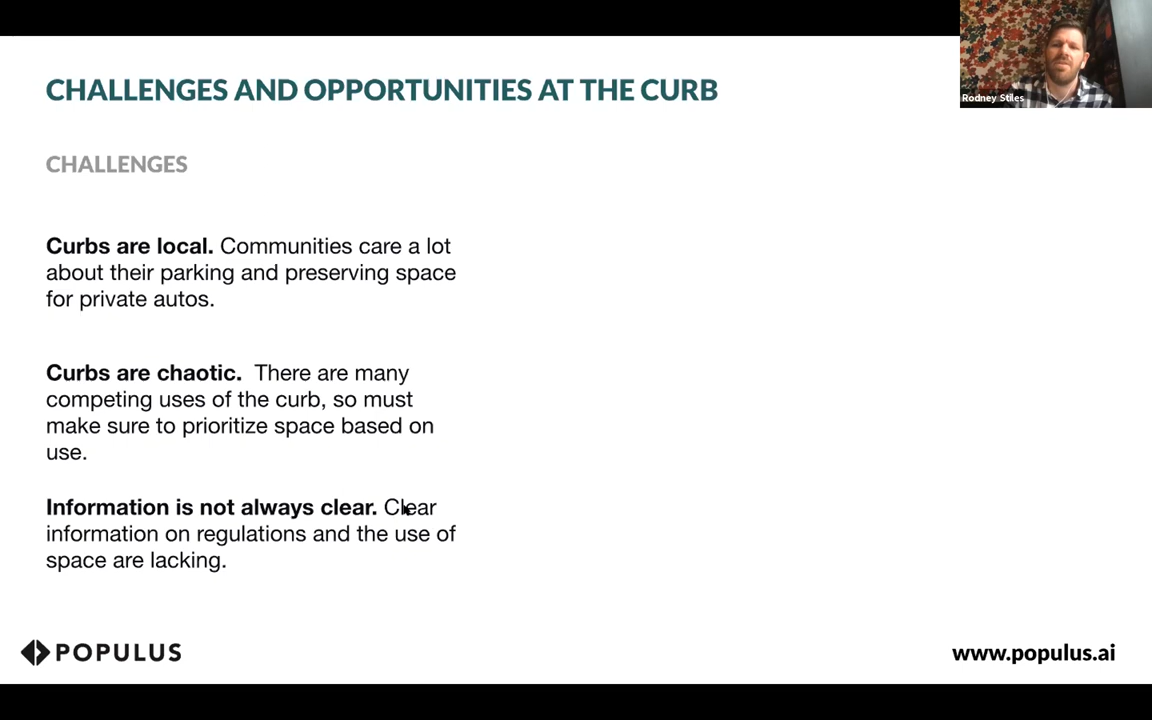 CHALLENGES AND OPPORTUNITIES AT THE CURB
Rodney Stiles
CHALLENGES
Curbs are local. Communities care a lot
about their parking and preserving space
for private autos.
Curbs are chaotic.  There are many
competing uses of the curb, so must
make sure to prioritize space based on
use.
Information is not always clear. Clear
information on regulations and the use of
space are lacking.
POPULUS
www.populus.ai